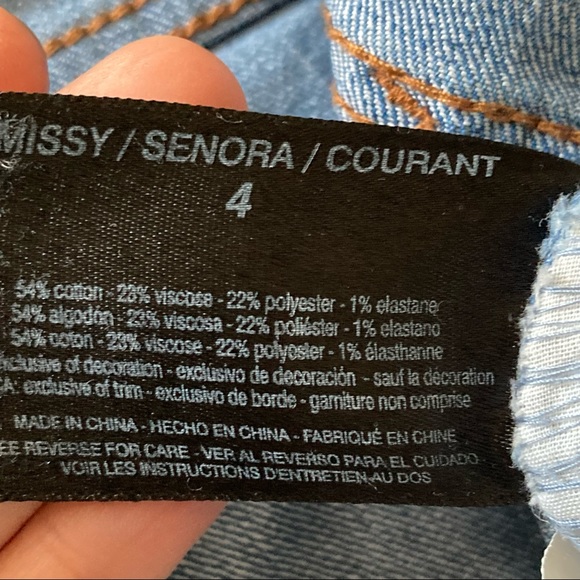 MISSY / SENORA / COURANT
4
54% cotton - 23% viscose - 22% polyester - 1% elastane
54% algodon - 23% viscosa - 22% poliéster - 1% elastano
54% coton - 23% viscose - 22% polyester - 1% élasthanne
exclusive of decoration - exclusivo de decoración - sauf la décoration
CA: exclusive of trim - exclusivo de borde - garniture non comprise
MADE IN CHINA - HECHO EN CHINA - FABRIQUÉ EN CHINE
EE REVERSE FOR CARE - VER AL REVERSO PARA EL CUIDADO
VOIR LES INSTRUCTIONS D'ENTRETIEN AU DOS